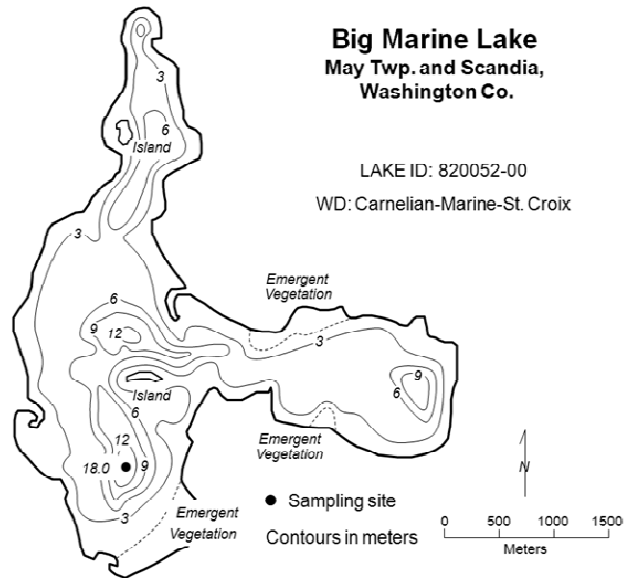 Big Marine Lake
May Twp. and Scandia,
Washington Co.
LAKE ID: 820052-00
WD: Carnelian-Marine-St. Croix
3
6
Island
3
6
9
12
Emergent
Vegetation
3
9
6
Island
6
12
18.0
9
3
Emergent
Vegetation
Emergent
Vegetation
N
Sampling site
Contours in meters
0 500 1000 1500
Meters